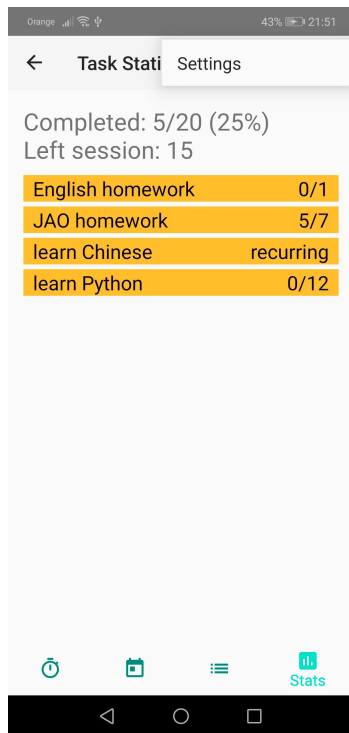 Orange 43% 21:51
Task Stati Settings
Completed: 5/20 (25%)
Left session: 15
English homework 0/1
JAO homework 5/7
learn Chinese recurring
learn Python 0/12
Stats